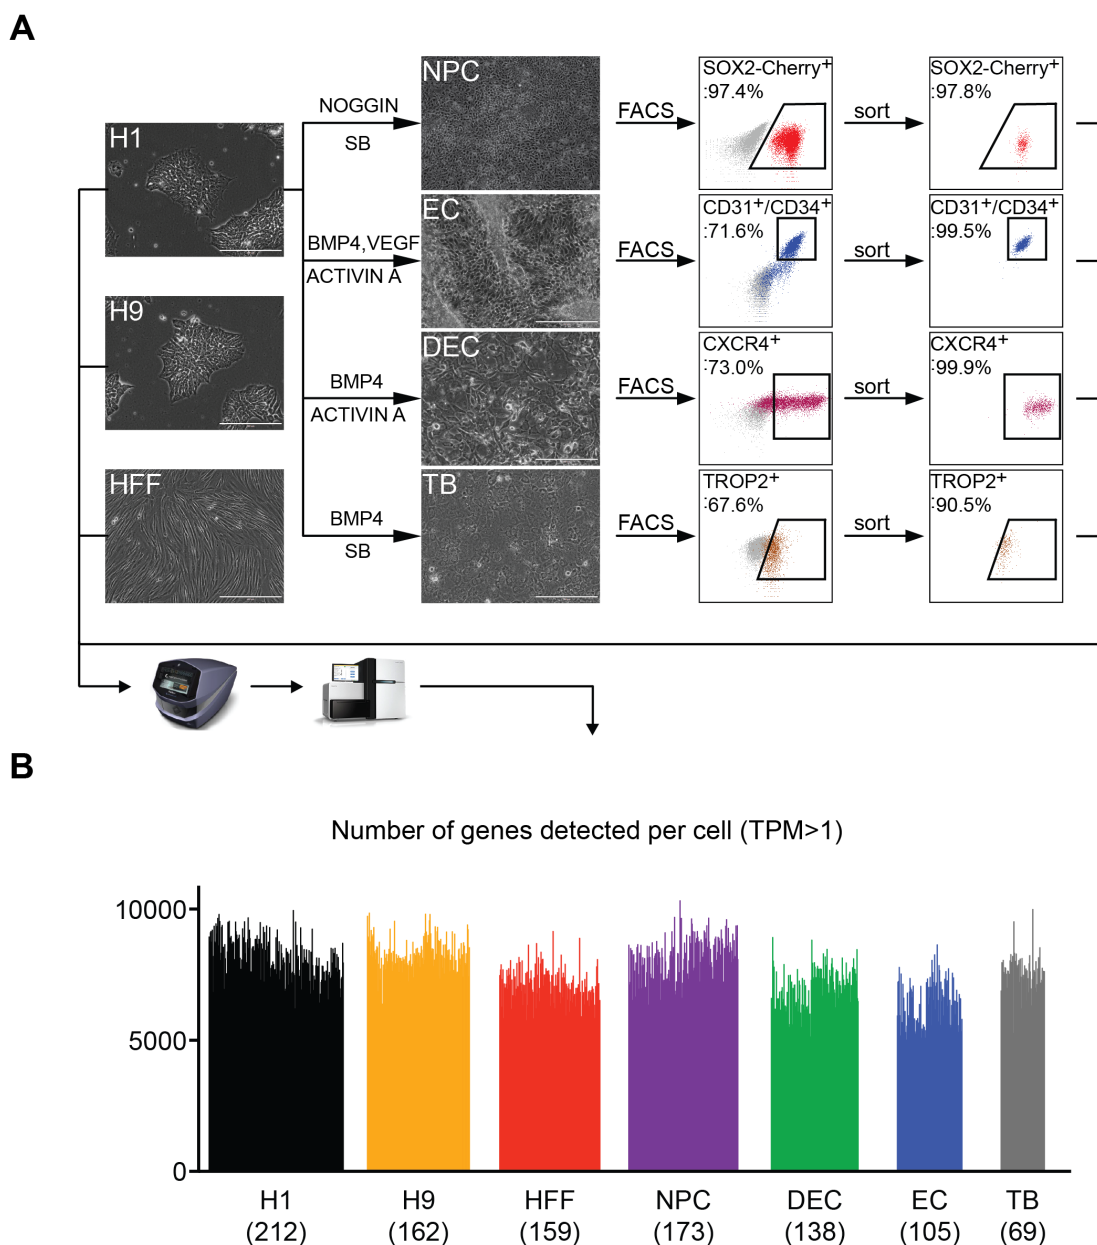 A
H1
H9
HFF
NOGGIN
SB
BMP4,VEGF
ACTIVIN A
BMP4
ACTIVIN A
BMP4
SB
NPC
EC
DEC
TB
FACS
FACS
FACS
FACS
SOX2-Cherry+
:97.4%
CD31+/CD34+
:71.6%
CXCR4+
:73.0%
TROP2+
:67.6%
sort
sort
sort
sort
SOX2-Cherry+
:97.8%
CD31+/CD34+
:99.5%
CXCR4+
:99.9%
TROP2+
:90.5%
B
Number of genes detected per cell (TPM>1)
10000
5000
0
H1 H9 HFF NPC DEC EC TB
(212) (162) (159) (173) (138) (105) (69)